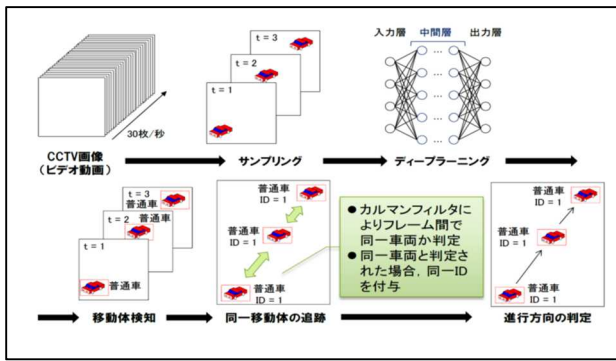 t = 3
t = 2
t = 1
30枚/秒
入力層
中間層
出力層
CCTV画像
(ビデオ動画)
サンプリング
ディープラーニング
t = 3
普通車
t = 2
普通車
t = 1
普通車
普通車
ID = 1
普通車
ID = 1
普通車
ID = 1
●カルマンフィルタに
よりフレーム間で
同一車両か判定
●同一車両と判定さ
れた場合，同一ID
を付与
普通車
ID = 1
普通車
ID = 1
普通車
ID = 1
移動体検知
同一移動体の追跡
進行方向の判定